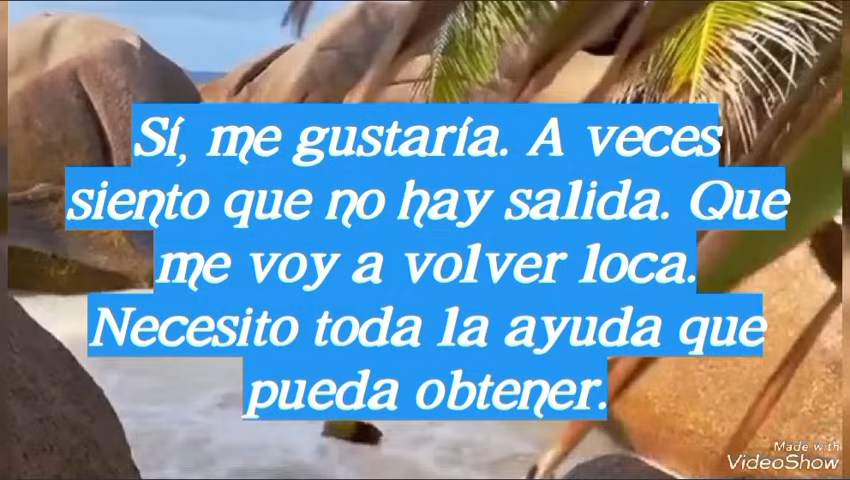 Sí, me gustaría. A veces
siento que no hay salida. Que
me voy a volver loca.
Necesito toda la ayuda que
pueda obtener.
Made with
VideoShow